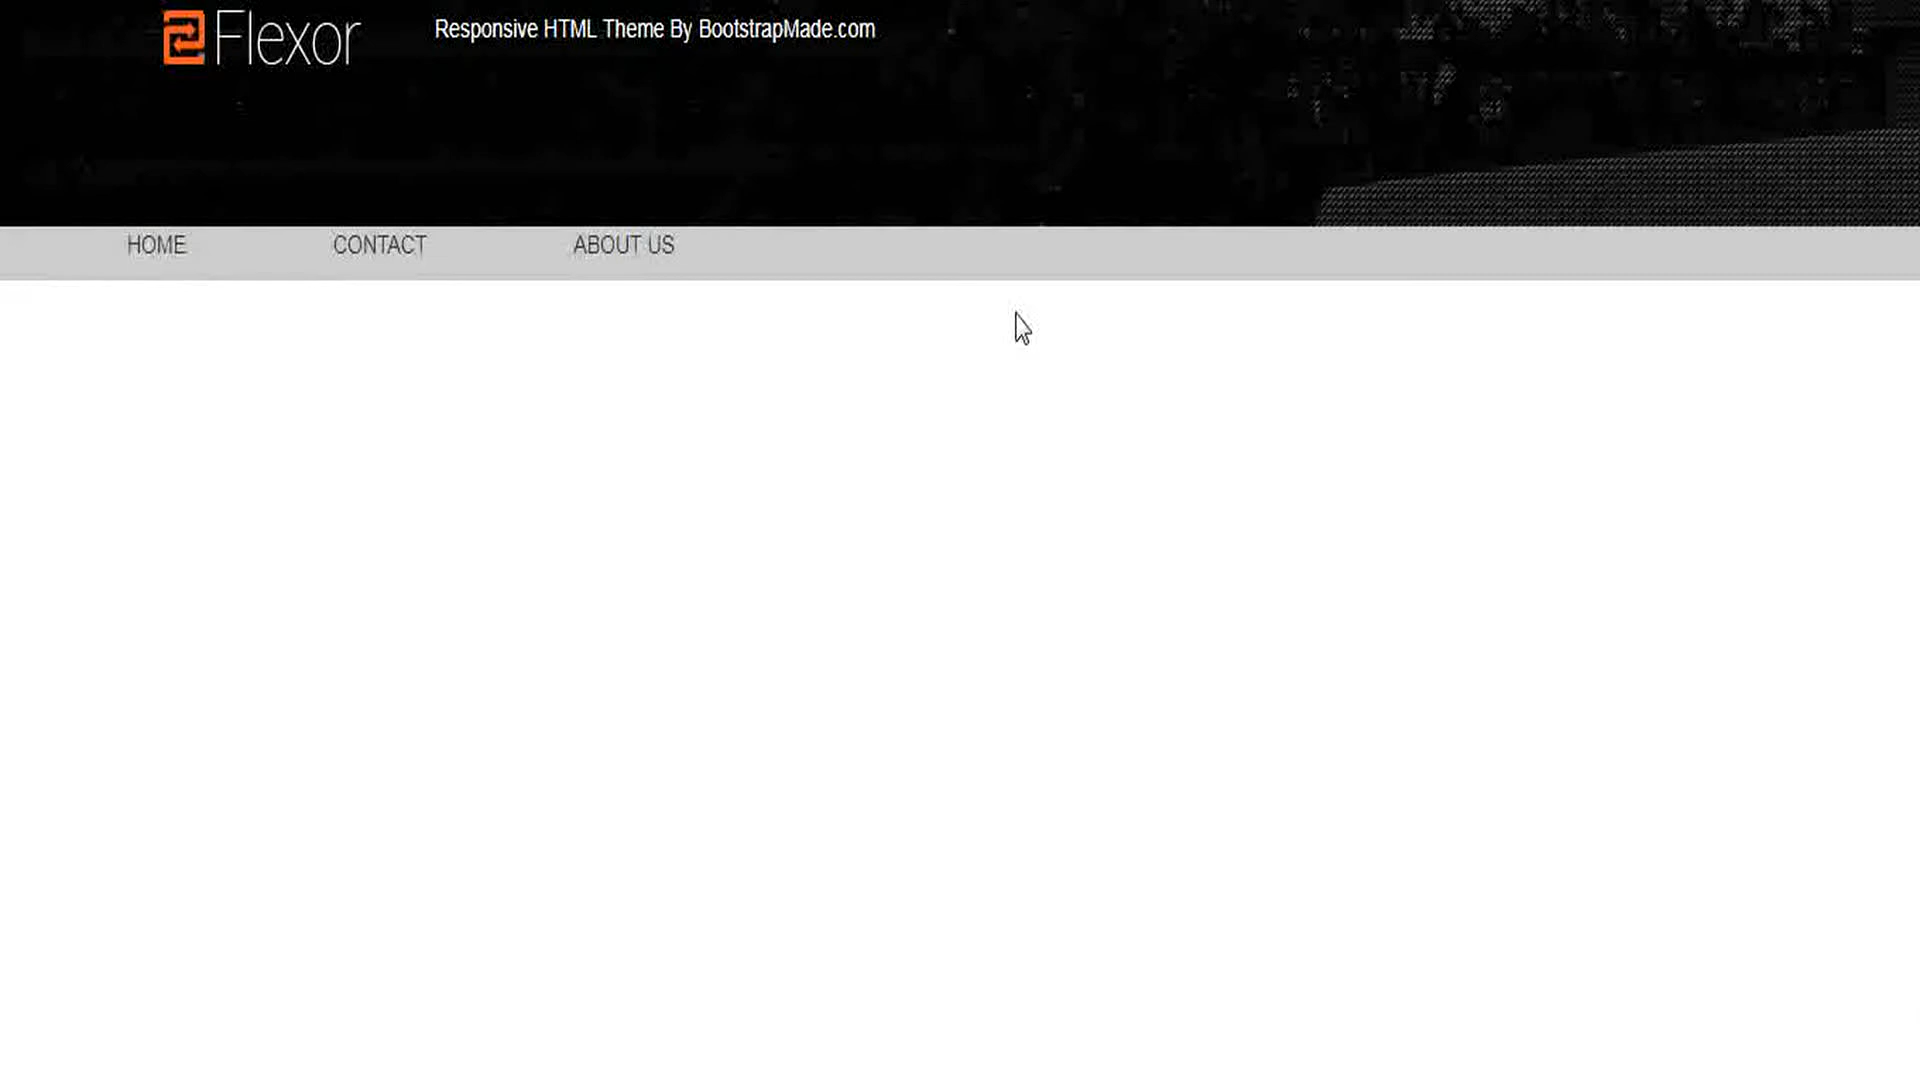 Flexor
Responsive HTML Theme By BootstrapMade.com
HOME
CONTACT
ABOUT US